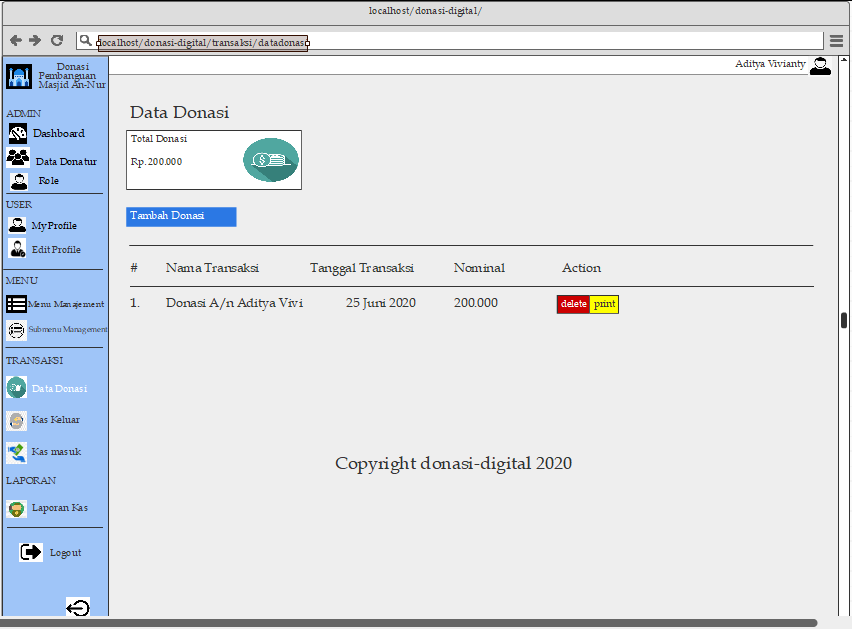 localhost/donasi-digital/
localhost/donasi-digital/transaksi/datadonasi
Donasi
Pembangunan
Masjid An-Nur
Aditya Vivianty
ADMIN
Dashboard
Data Donatur
Role
USER
My Profile
Edit Profile
MENU
Menu Manajement
Submenu Management
TRANSAKSI
Data Donasi
Kas Keluar
Kas masuk
LAPORAN
Laporan Kas
Logout
Data Donasi
Total Donasi
Rp.200.000
Tambah Donasi
# Nama Transaksi Tanggal Transaksi Nominal Action
1. Donasi A/n Aditya Vivi 25 Juni 2020 200.000 delete print
Copyright donasi-digital 2020